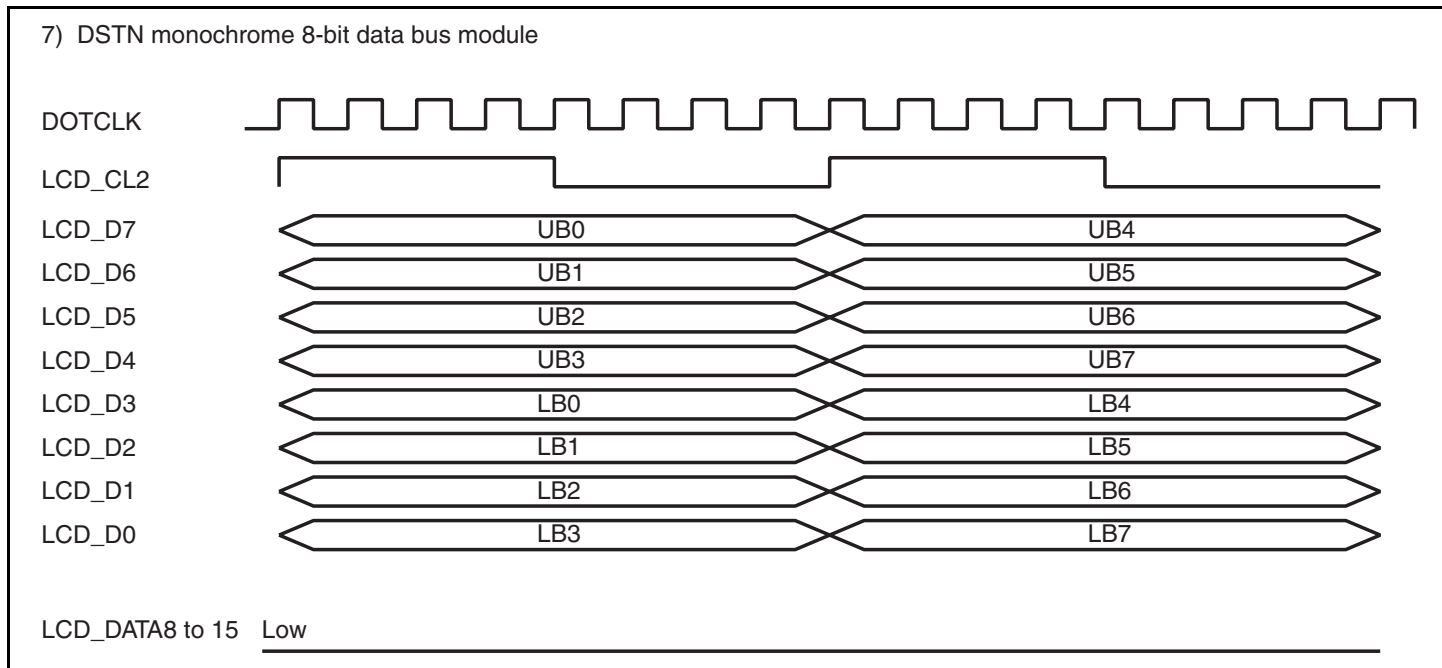 7) DSTN monochrome 8-bit data bus module
DOTCLK
LCD_CL2
LCD_D7 UB0 UB4
LCD_D6 UB1 UB5
LCD_D5 UB2 UB6
LCD_D4 UB3 UB7
LCD_D3 LB0 LB4
LCD_D2 LB1 LB5
LCD_D1 LB2 LB6
LCD_D0 LB3 LB7
LCD_DATA8 to 15 Low